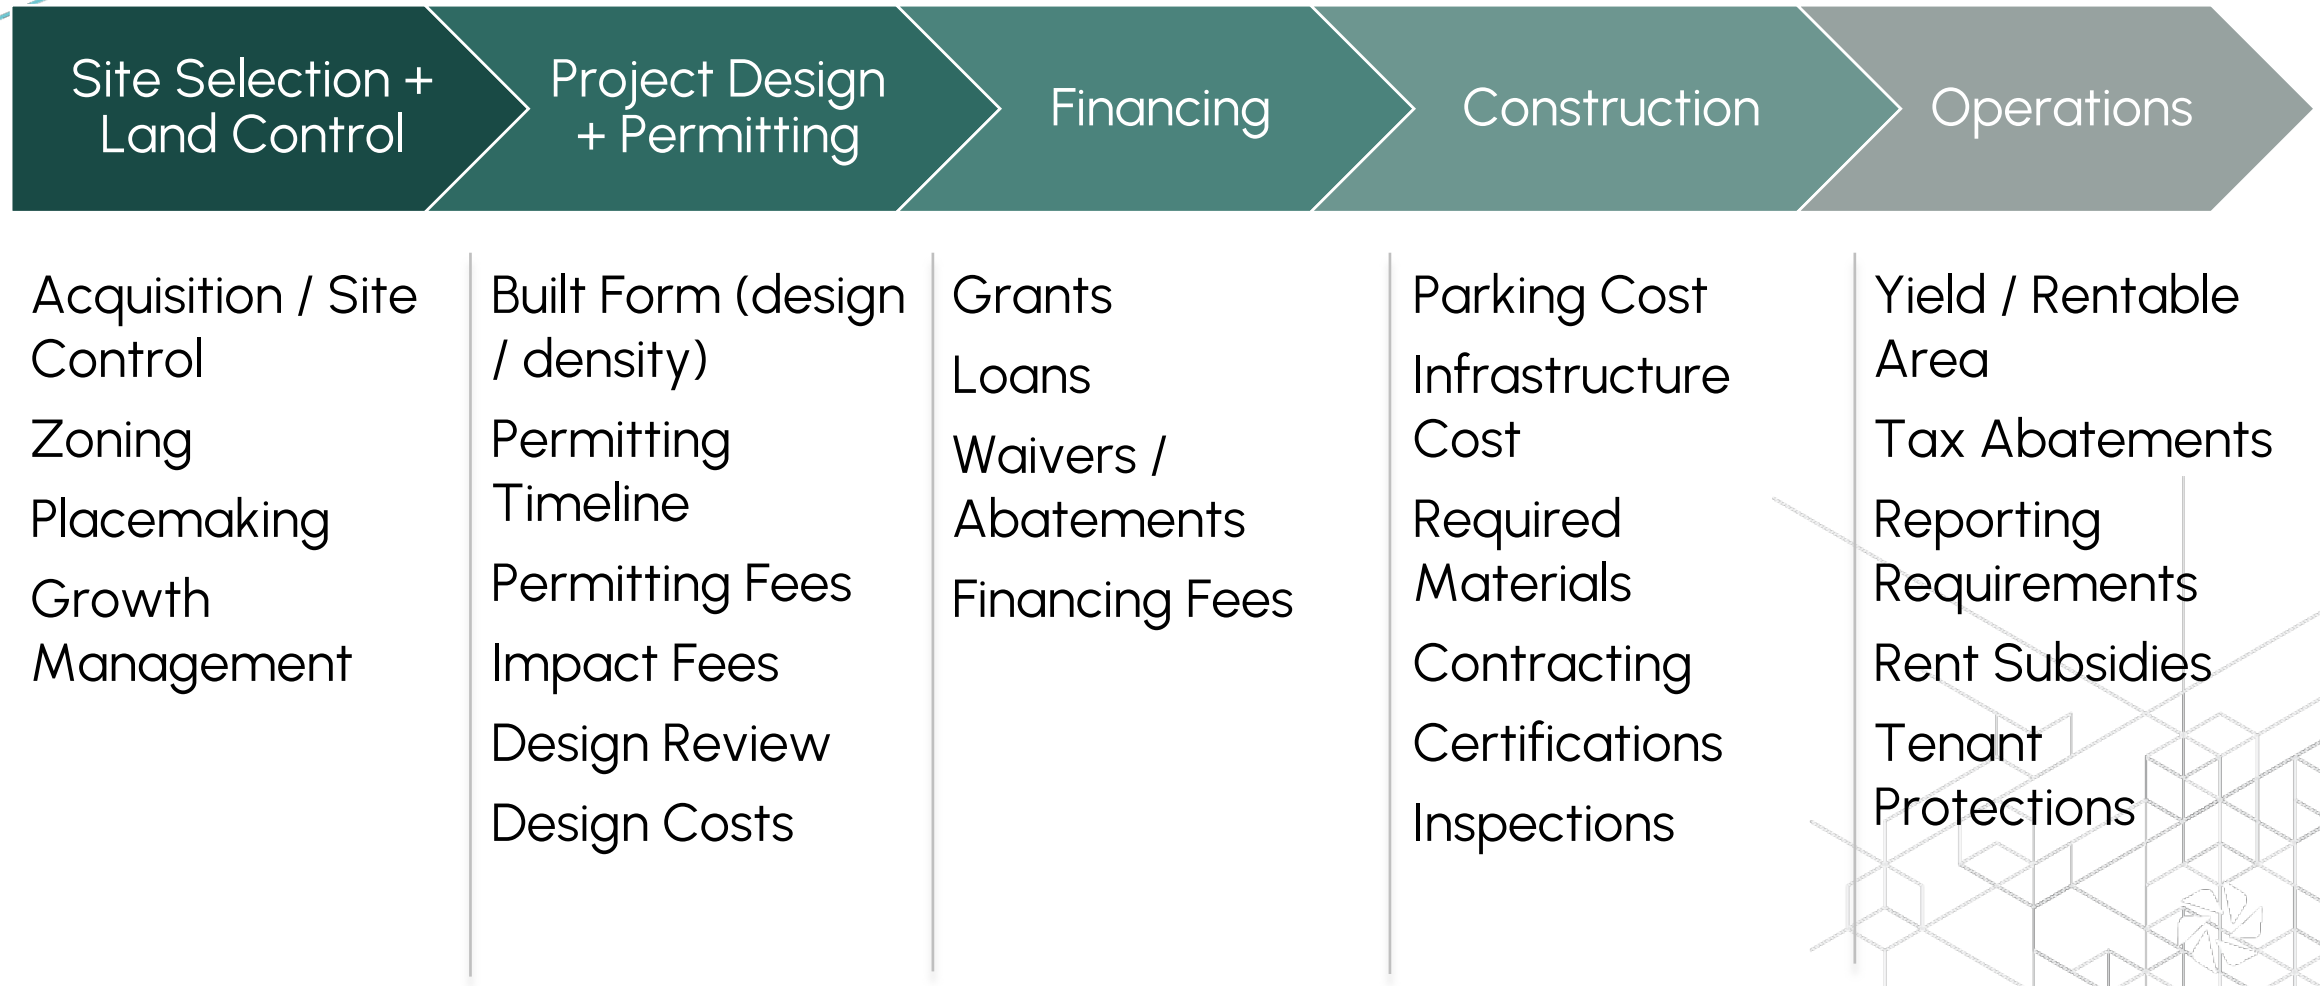 Site Selection +
Land Control
Project Design
+ Permitting
Financing
Construction
Operations
Acquisition / Site
Control
Zoning
Placemaking
Growth
Management
Built Form (design
/ density)
Permitting
Timeline
Permitting Fees
Impact Fees
Design Review
Design Costs
Grants
Loans
Waivers /
Abatements
Financing Fees
Parking Cost
Infrastructure
Cost
Required
Materials
Contracting
Certifications
Inspections
Yield / Rentable
Area
Tax Abatements
Reporting
Requirements
Rent Subsidies
Tenant
Protections